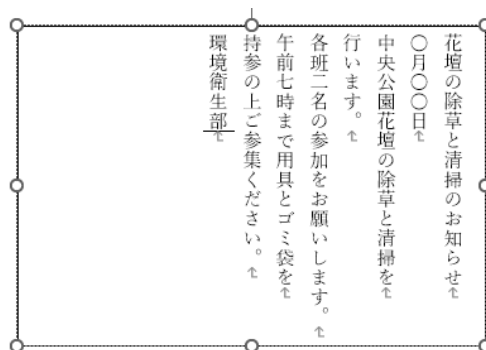 花壇の除草と清掃のお知らせ
〇月〇〇日
中央公園花壇の除草と清掃を
行います。
各班二名の参加をお願いします。
午前七時まで用具とゴミ袋を
持参の上ご参集ください。
環境衛生部